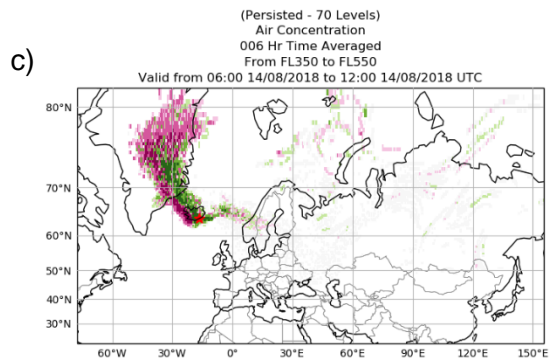 (Persisted - 70 Levels)
Air Concentration
006 Hr Time Averaged
From FL350 to FL550
Valid from 06:00 14/08/2018 to 12:00 14/08/2018 UTC
c)
80°N
70°N
60°N
50°N
40°N
30°N
60°W 30°W 0° 30°E 60°E 90°E 120°E 150°E